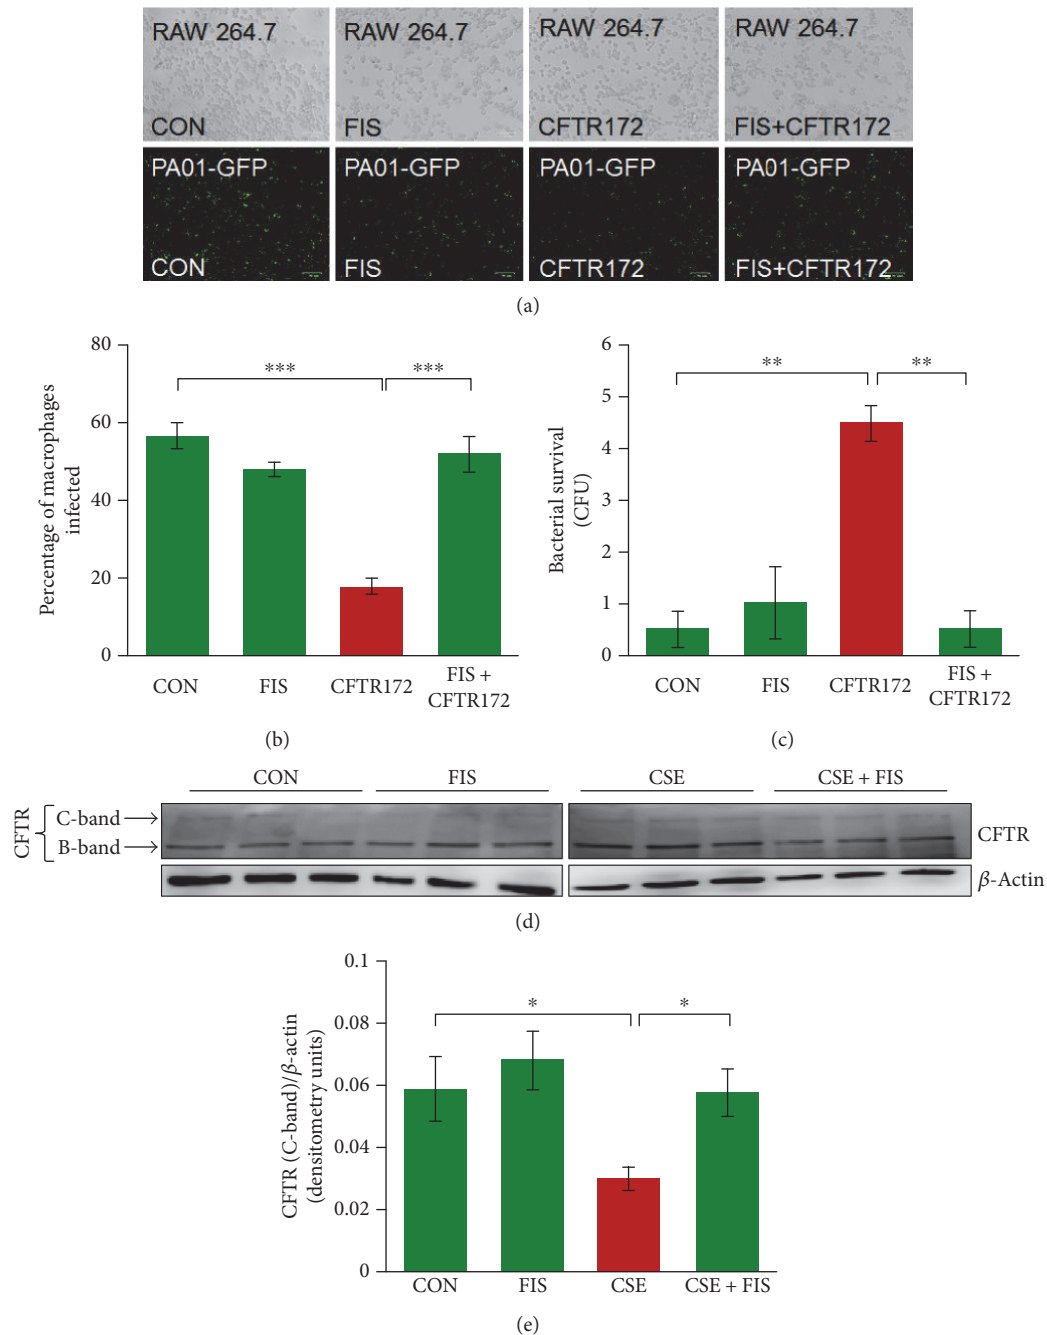 RAW 264.7 RAW 264.7 RAW 264.7 RAW 264.7
CON FIS CFTR172 FIS+CFTR172
PA01-GFP PA01-GFP PA01-GFP PA01-GFP
CON FIS CFTR172 FIS+CFTR172
(a)
Percentage of macrophages
infected
80
60
40
20
0
***
***
CON
FIS
CFTR172
FIS +
CFTR172
(b)
Bacterial survival
(CFU)
6
5
4
3
2
1
0
**
**
CON
FIS
CFTR172
FIS +
CFTR172
(c)
CON FIS CSE CSE + FIS
CFTR
C-band
B-band
CFTR
β-Actin
(d)
CFTR (C-band)/β-actin
(densitometry units)
0.1
0.08
0.06
0.04
0.02
0
*
*
CON
FIS
CSE
CSE + FIS
(e)